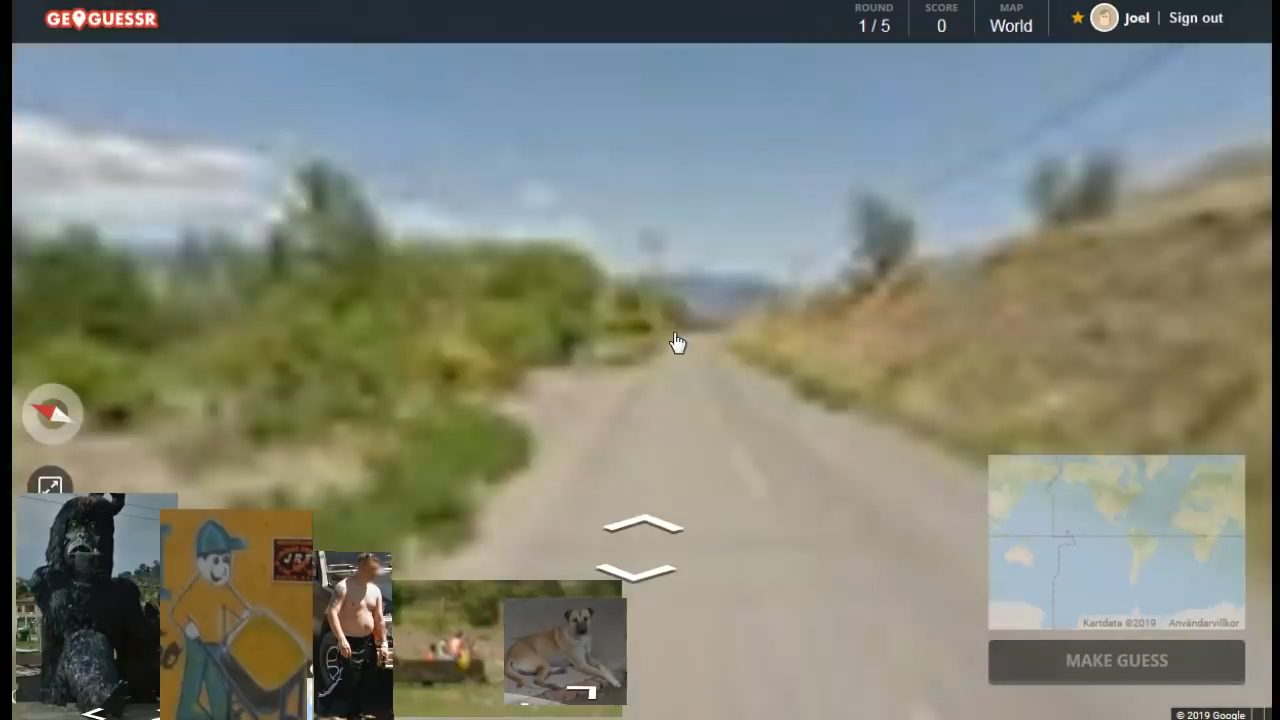 GEOGUESSR
ROUND
1 / 5
SCORE
0
MAP
World
Joel | Sign out
Kartdata ©2019 Användarvillkor
MAKE GUESS
© 2019 Google